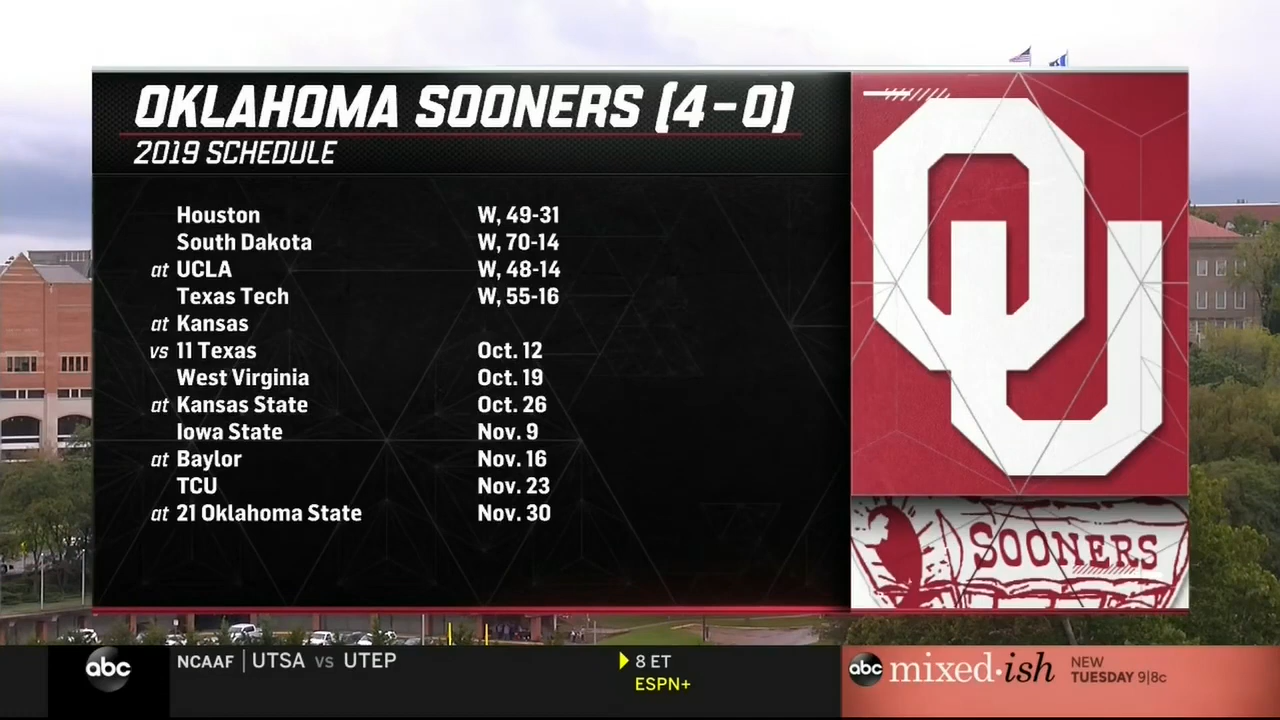 OKLAHOMA SOONERS (4-0)
2019 SCHEDULE
Houston W, 49-31
South Dakota W, 70-14
at UCLA W, 48-14
Texas Tech W, 55-16
at Kansas
vs 11 Texas Oct. 12
West Virginia Oct. 19
at Kansas State Oct. 26
Iowa State Nov. 9
at Baylor Nov. 16
TCU Nov. 23
at 21 Oklahoma State Nov. 30
OU
SOONERS
abc NCAAF UTSA VS UTEP 8 ET
ESPN+
abc mixed-ish NEW
TUESDAY 9|8c